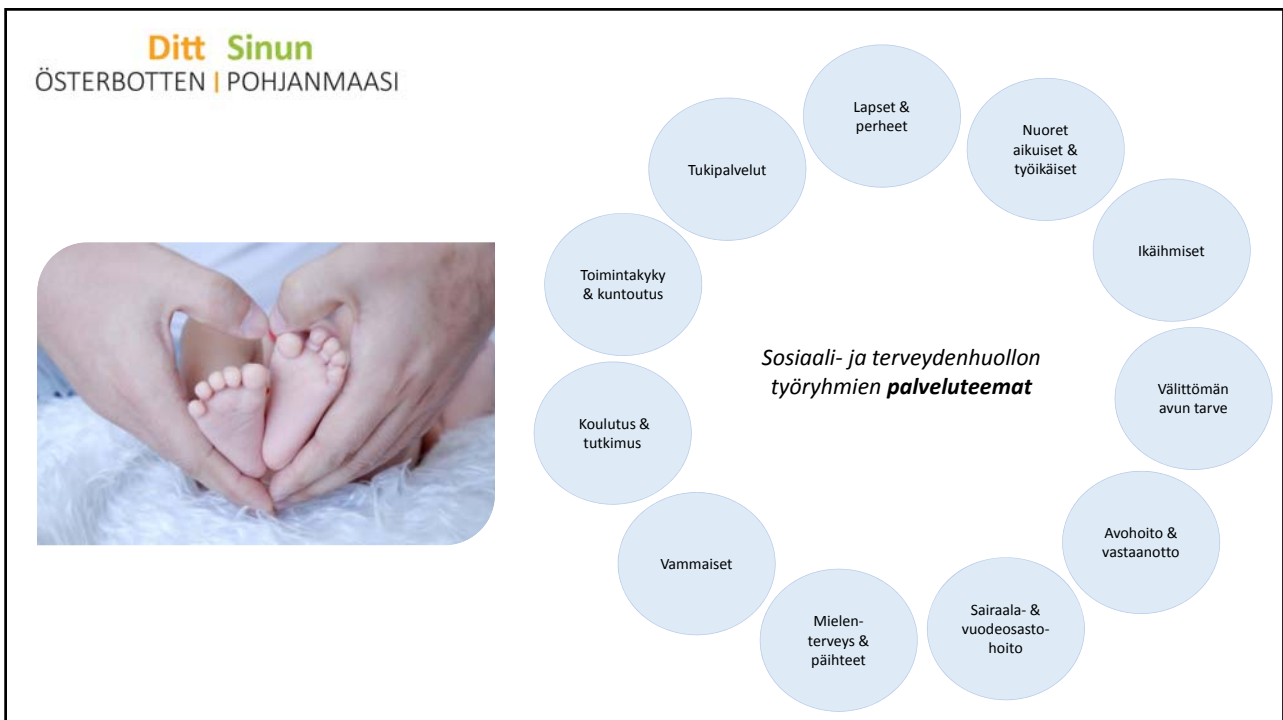 Ditt Sinun
ÖSTERBOTTEN | POHJANMAASI
Lapset &
perheet
Nuoret
aikuiset &
työikäiset
Ikäihmiset
Välittömän
avun tarve
Avohoito &
vastaanotto
Sairaala- &
vuodeosasto-
hoito
Mielen-
terveys &
päihteet
Vammaiset
Koulutus &
tutkimus
Toimintakyky
& kuntoutus
Tukipalvelut
Sosiaali- ja terveydenhuollon
työryhmien palveluteemat